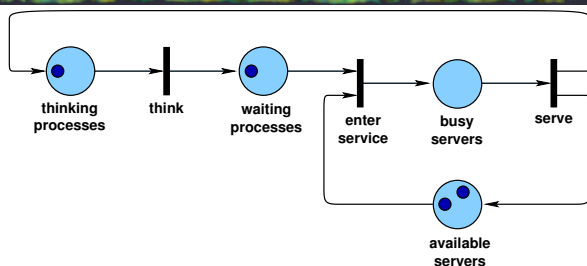 thinking
processes
think
waiting
processes
enter
service
busy
servers
serve
available
servers